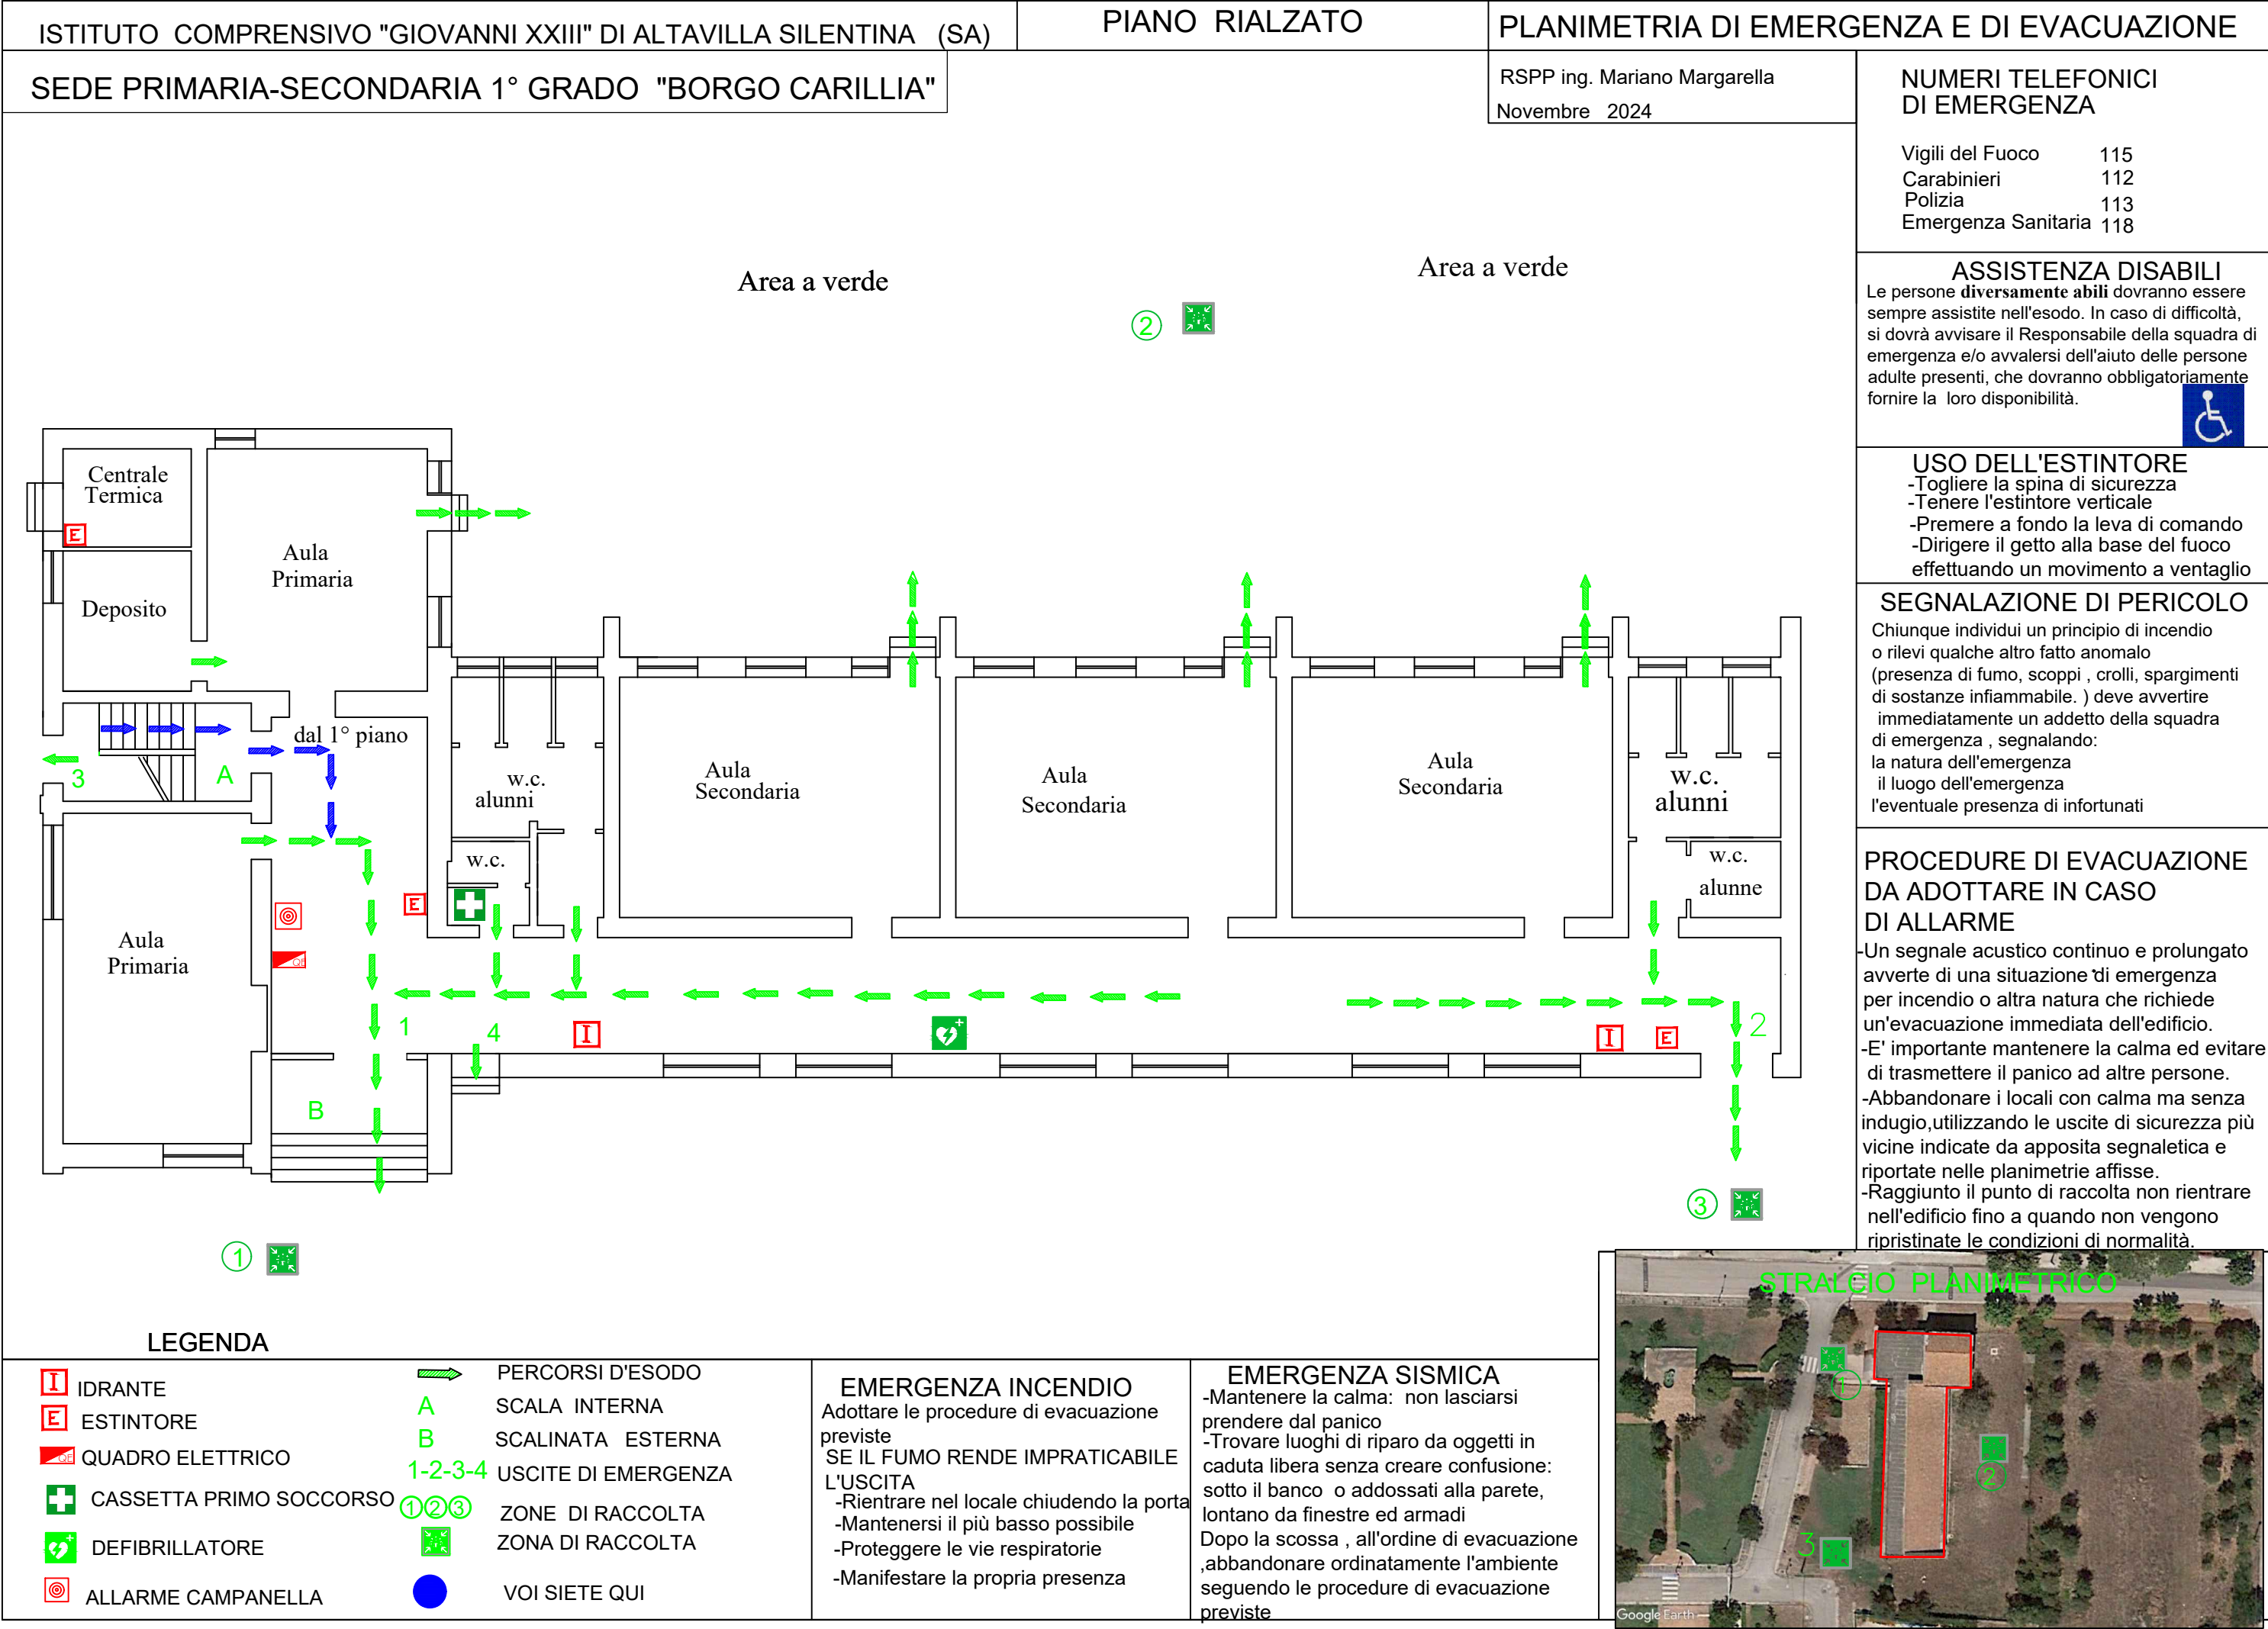 ISTITUTO COMPRENSIVO "GIOVANNI XXIII" DI ALTAVILLA SILENTINA (SA)
PIANO RIALZATO
PLANIMETRIA DI EMERGENZA E DI EVACUAZIONE
SEDE PRIMARIA-SECONDARIA 1° GRADO "BORGO CARILLIA"
RSPP ing. Mariano Margarella
Novembre 2024
NUMERI TELEFONICI
DI EMERGENZA
Vigili del Fuoco 115
Carabinieri 112
Polizia 113
Emergenza Sanitaria 118
ASSISTENZA DISABILI
Le persone diversamente abili dovranno essere
sempre assistite nell'esodo. In caso di difficoltà,
si dovrà avvisare il Responsabile della squadra di
emergenza e/o avvalersi dell'aiuto delle persone
adulte presenti, che dovranno obbligatoriamente
fornire la loro disponibilità.
USO DELL'ESTINTORE
-Togliere la spina di sicurezza
-Tenere l'estintore verticale
-Premere a fondo la leva di comando
-Dirigere il getto alla base del fuoco
effettuando un movimento a ventaglio
SEGNALAZIONE DI PERICOLO
Chiunque individui un principio di incendio
o rilevi qualche altro fatto anomalo
(presenza di fumo, scoppi , crolli, spargimenti
di sostanze infiammabile. ) deve avvertire
immediatamente un addetto della squadra
di emergenza , segnalando:
la natura dell'emergenza
il luogo dell'emergenza
l'eventuale presenza di infortunati
PROCEDURE DI EVACUAZIONE
DA ADOTTARE IN CASO
DI ALLARME
-Un segnale acustico continuo e prolungato
avverte di una situazione di emergenza
per incendio o altra natura che richiede
un'evacuazione immediata dell'edificio.
-E' importante mantenere la calma ed evitare
di trasmettere il panico ad altre persone.
-Abbandonare i locali con calma ma senza
indugio,utilizzando le uscite di sicurezza più
vicine indicate da apposita segnaletica e
riportate nelle planimetrie affisse.
-Raggiunto il punto di raccolta non rientrare
nell'edificio fino a quando non vengono
ripristinate le condizioni di normalità.
Area a verde
Area a verde
2
Centrale
Termica
E
Aula
Primaria
Deposito
dal 1° piano
3
A
w.c.
alunni
Aula
Secondaria
Aula
Secondaria
Aula
Secondaria
w.c.
alunni
w.c.
w.c.
alunne
E
Aula
Primaria
QE
1
4
I
I
E
2
B
3
1
STRALCIO PLANIMETRICO
1
2
3
Google Earth
LEGENDA
I IDRANTE
E ESTINTORE
QE QUADRO ELETTRICO
CASSETTA PRIMO SOCCORSO
DEFIBRILLATORE
ALLARME CAMPANELLA
PERCORSI D'ESODO
A SCALA INTERNA
B SCALINATA ESTERNA
1-2-3-4 USCITE DI EMERGENZA
1 2 3 ZONE DI RACCOLTA
ZONA DI RACCOLTA
VOI SIETE QUI
EMERGENZA INCENDIO
Adottare le procedure di evacuazione
previste
SE IL FUMO RENDE IMPRATICABILE
L'USCITA
-Rientrare nel locale chiudendo la porta
-Mantenersi il più basso possibile
-Proteggere le vie respiratorie
-Manifestare la propria presenza
EMERGENZA SISMICA
-Mantenere la calma: non lasciarsi
prendere dal panico
-Trovare luoghi di riparo da oggetti in
caduta libera senza creare confusione:
sotto il banco o addossati alla parete,
lontano da finestre ed armadi
Dopo la scossa , all'ordine di evacuazione
,abbandonare ordinatamente l'ambiente
seguendo le procedure di evacuazione
previste